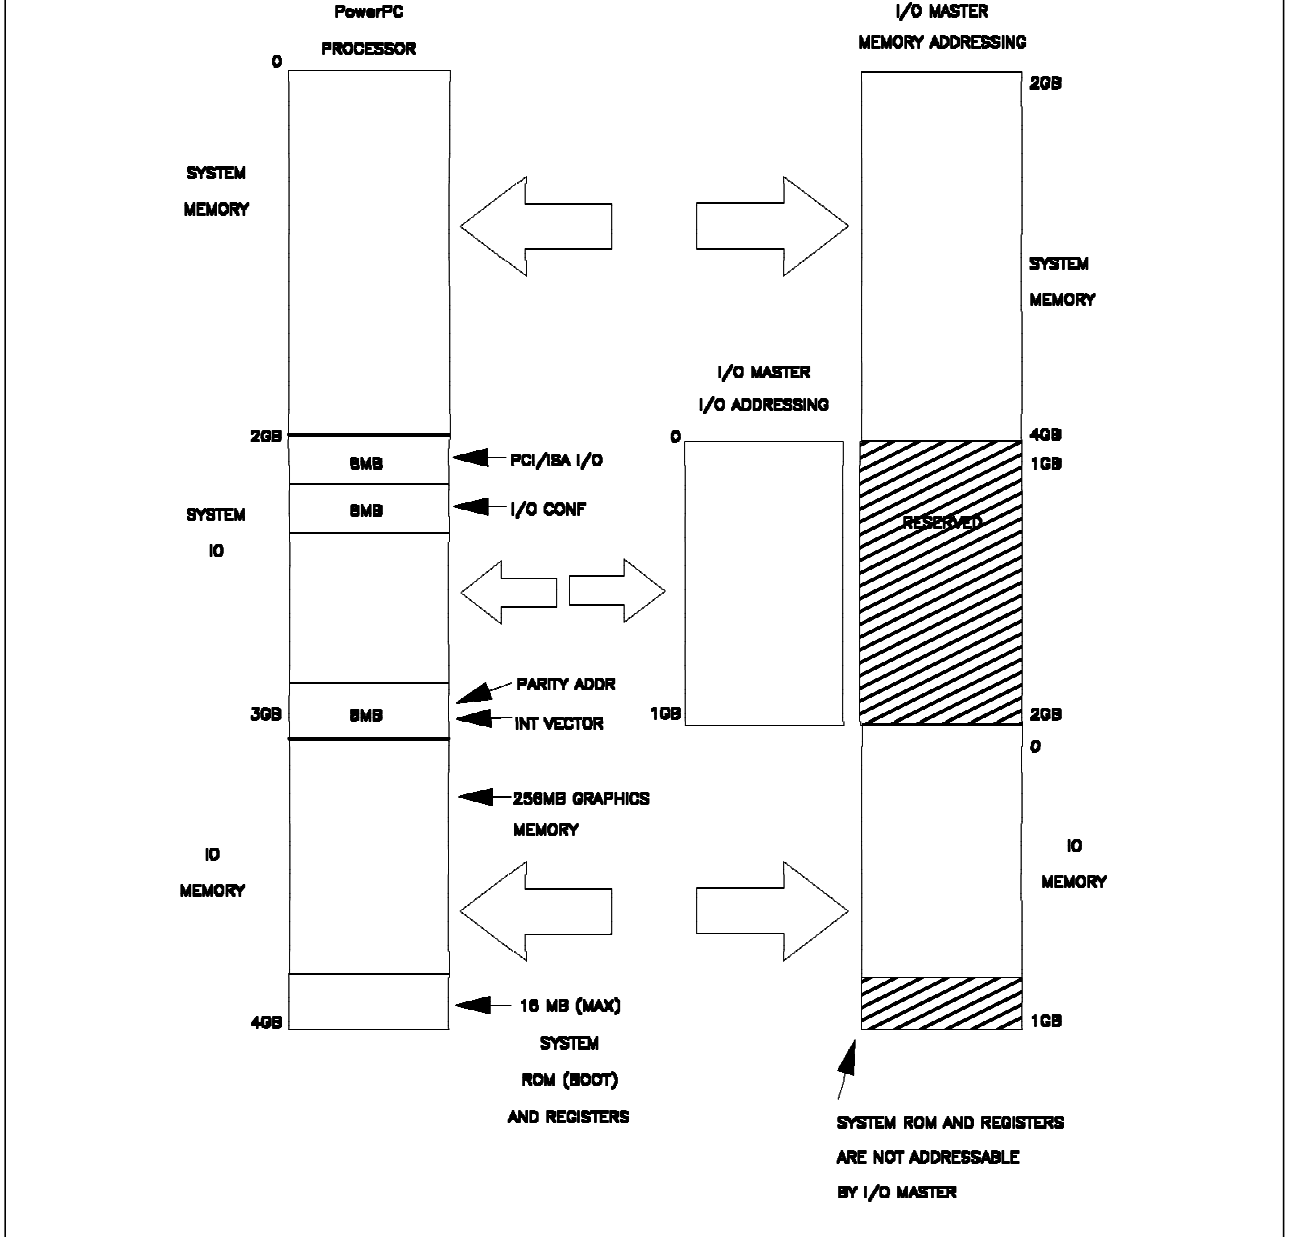 PowerPC
PROCESSOR
I/O MASTER
MEMORY ADDRESSING
0
2GB
SYSTEM
MEMORY
SYSTEM
MEMORY
I/O MASTER
I/O ADDRESSING
2GB
0
4GB
8MB
PCI/ISA I/O
1GB
8MB
I/O CONF
SYSTEM
IO
RESERVED
PARITY ADDR
3GB
8MB
INT VECTOR
1GB
2GB
0
256MB GRAPHICS
MEMORY
IO
MEMORY
IO
MEMORY
16 MB (MAX)
SYSTEM
ROM (BOOT)
AND REGISTERS
4GB
1GB
SYSTEM ROM AND REGISTERS
ARE NOT ADDRESSABLE
BY I/O MASTER